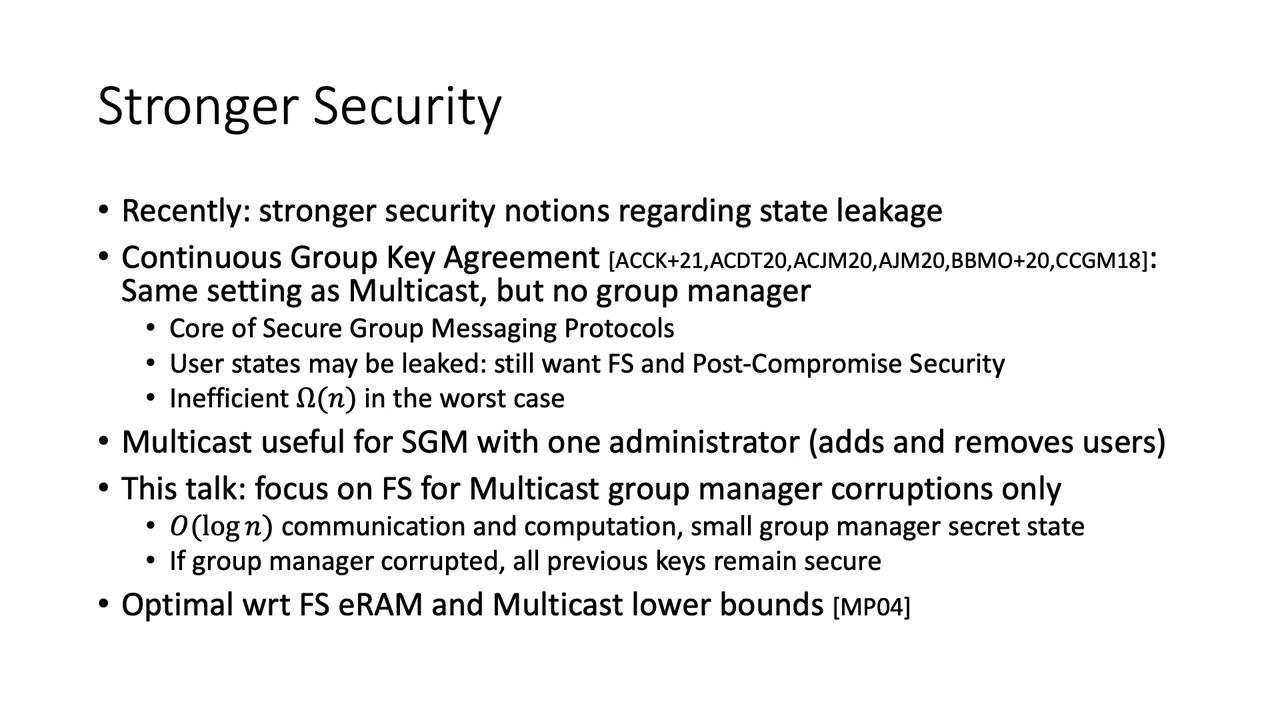 Stronger Security
• Recently: stronger security notions regarding state leakage
• Continuous Group Key Agreement [ACCK+21,ACDT20,ACJM20,AJM20,BBMO+20,CCGM18]:
Same setting as Multicast, but no group manager
• Core of Secure Group Messaging Protocols
• User states may be leaked: still want FS and Post-Compromise Security
• Inefficient Ω(n) in the worst case
• Multicast useful for SGM with one administrator (adds and removes users)
• This talk: focus on FS for Multicast group manager corruptions only
• O(log n) communication and computation, small group manager secret state
• If group manager corrupted, all previous keys remain secure
• Optimal wrt FS eRAM and Multicast lower bounds [MP04]